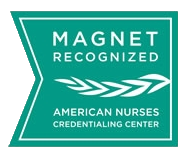 MAGNET
RECOGNIZED
AMERICAN NURSES
CREDENTIALING CENTER